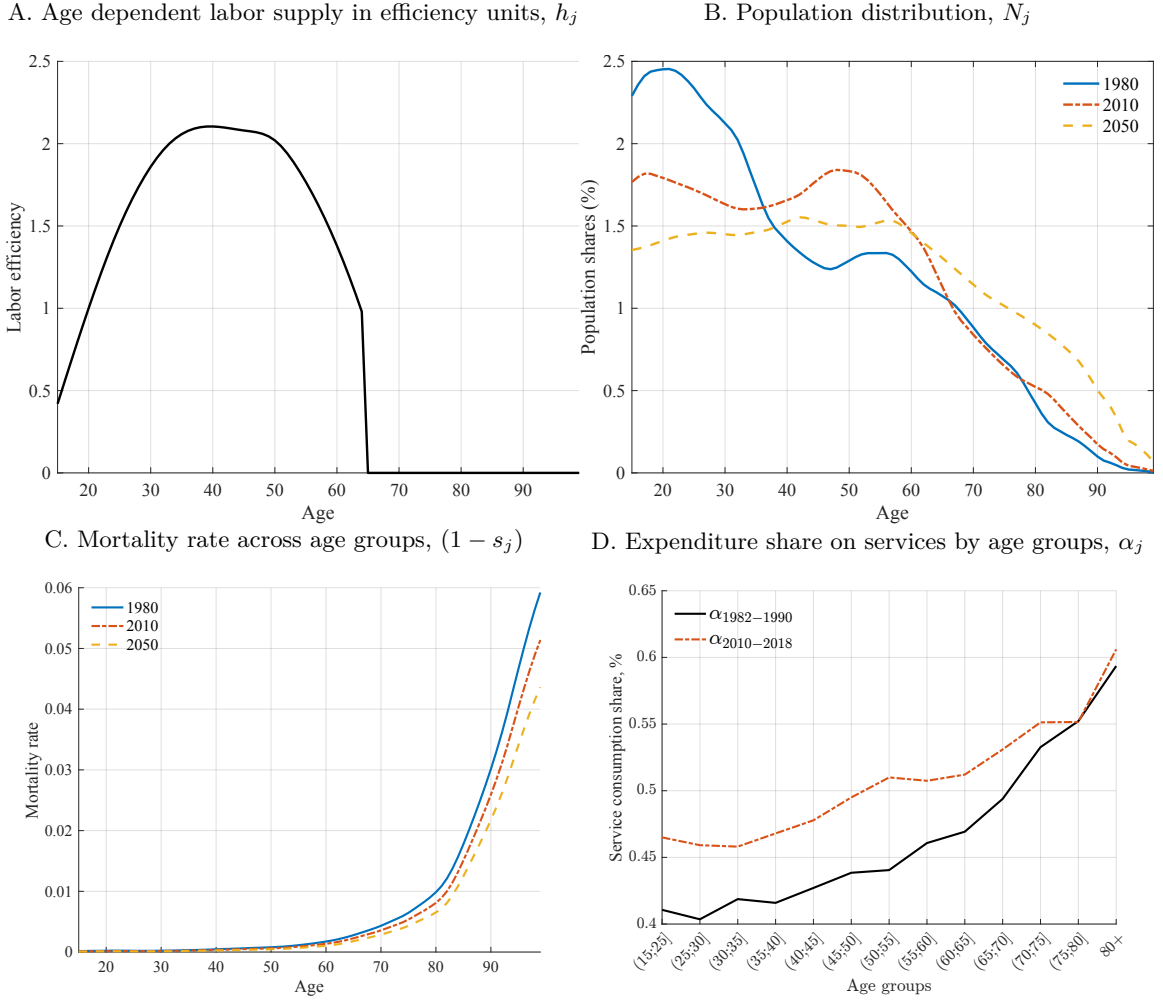 A. Age dependent labor supply in efficiency units, h_j
2.5
2
1.5
1
0.5
0
Labor efficiency
20 30 40 50 60 70 80 90
Age
B. Population distribution, N_j
2.5
2
1.5
1
0.5
0
Population shares (%)
1980
2010
2050
20 30 40 50 60 70 80 90
Age
C. Mortality rate across age groups, (1 − s_j)
0.06
0.05
0.04
0.03
0.02
0.01
0
Mortality rate
1980
2010
2050
20 30 40 50 60 70 80 90
Age
D. Expenditure share on services by age groups, α_j
0.65
0.6
0.55
0.5
0.45
0.4
Service consumption share, %
α_1982−1990
α_2010−2018
(15;25] (25;30] (30;35] (35;40] (40;45] (45;50] (50;55] (55;60] (60;65] (65;70] (70;75] (75;80] 80+
Age groups